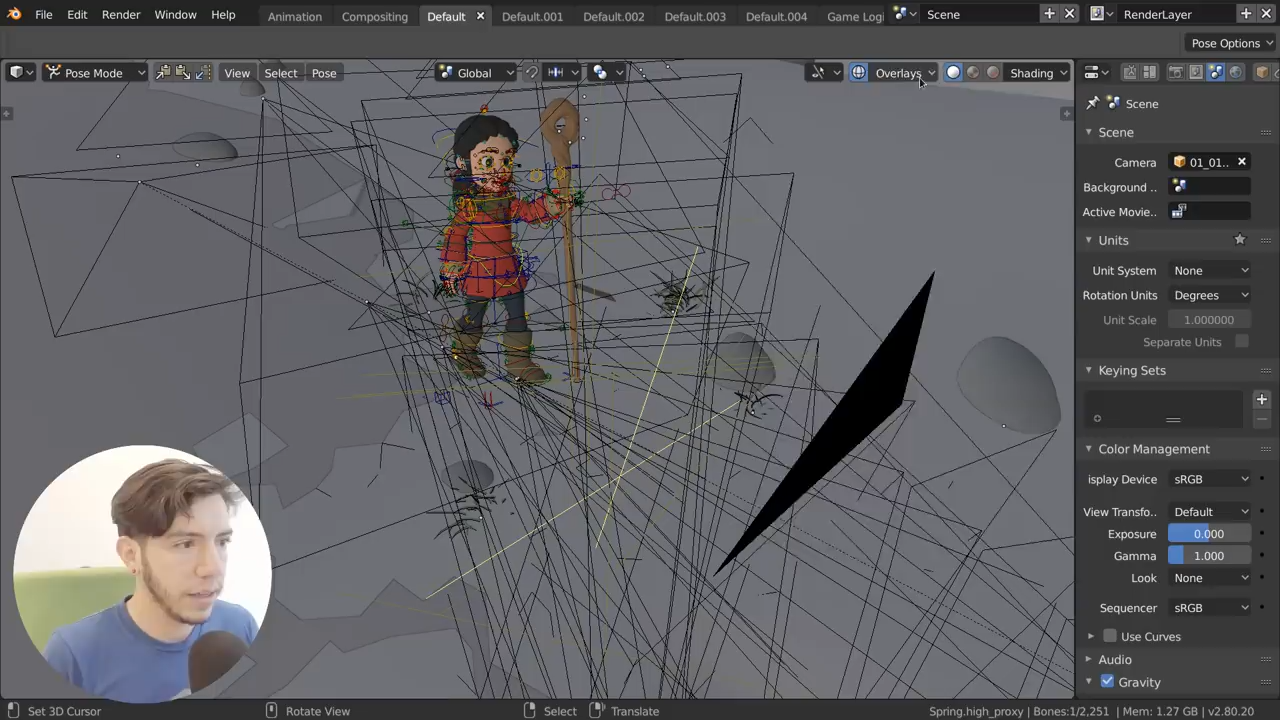 File Edit Render Window Help Animation Compositing Default Default.001 Default.002 Default.003 Default.004 Game Logi Scene RenderLayer
Pose Options
Pose Mode View Select Pose Global Overlays Shading
Scene
Scene
Camera 01_01..
Background ..
Active Movie..
Units
Unit System None
Rotation Units Degrees
Unit Scale 1.000000
Separate Units
Keying Sets
Color Management
isplay Device sRGB
View Transfo.. Default
Exposure 0.000
Gamma 1.000
Look None
Sequencer sRGB
Use Curves
Audio
Gravity
Set 3D Cursor Rotate View Select Translate Spring.high_proxy | Bones:1/2,251 | Mem: 1.27 GB | v2.80.20